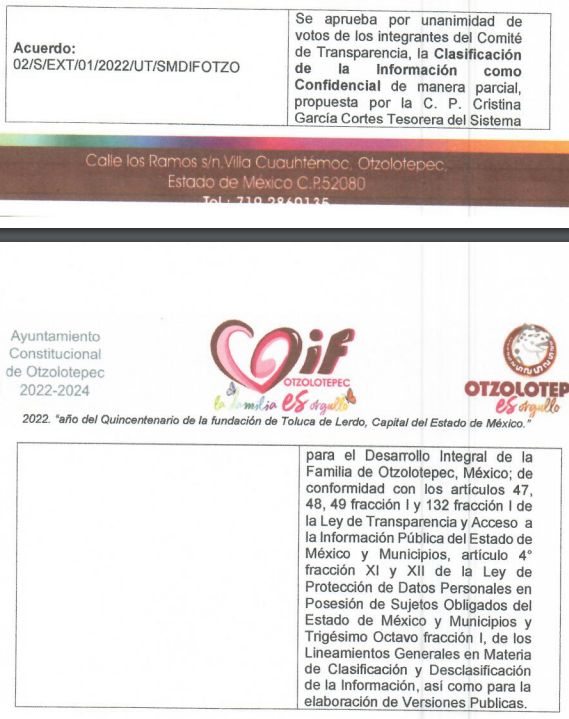 Acuerdo:
02/S/EXT/01/2022/UT/SMDIFOTZO
Se aprueba por unanimidad de
votos de los integrantes del Comité
de Transparencia, la Clasificación
de la Información como
Confidencial de manera parcial,
propuesta por la C. P. Cristina
García Cortes Tesorera del Sistema
Calle los Ramos s/n,Villa Cuauhtémoc, Otzolotepec,
Estado de México C.P.52080
Tel.: 719 2860135
Ayuntamiento
Constitucional
de Otzolotepec
2022-2024
Dif
OTZOLOTEPEC
la familia es orgullo
OTZOLOTEP
es orgullo
2022. "año del Quincentenario de la fundación de Toluca de Lerdo, Capital del Estado de México."
para el Desarrollo Integral de la
Familia de Otzolotepec, México; de
conformidad con los artículos 47,
48, 49 fracción I y 132 fracción I de
la Ley de Transparencia y Acceso a
la Información Pública del Estado de
México y Municipios, artículo 4°
fracción XI y XII de la Ley de
Protección de Datos Personales en
Posesión de Sujetos Obligados del
Estado de México y Municipios y
Trigésimo Octavo fracción I, de los
Lineamientos Generales en Materia
de Clasificación y Desclasificación
de la Información, así como para la
elaboración de Versiones Publicas.